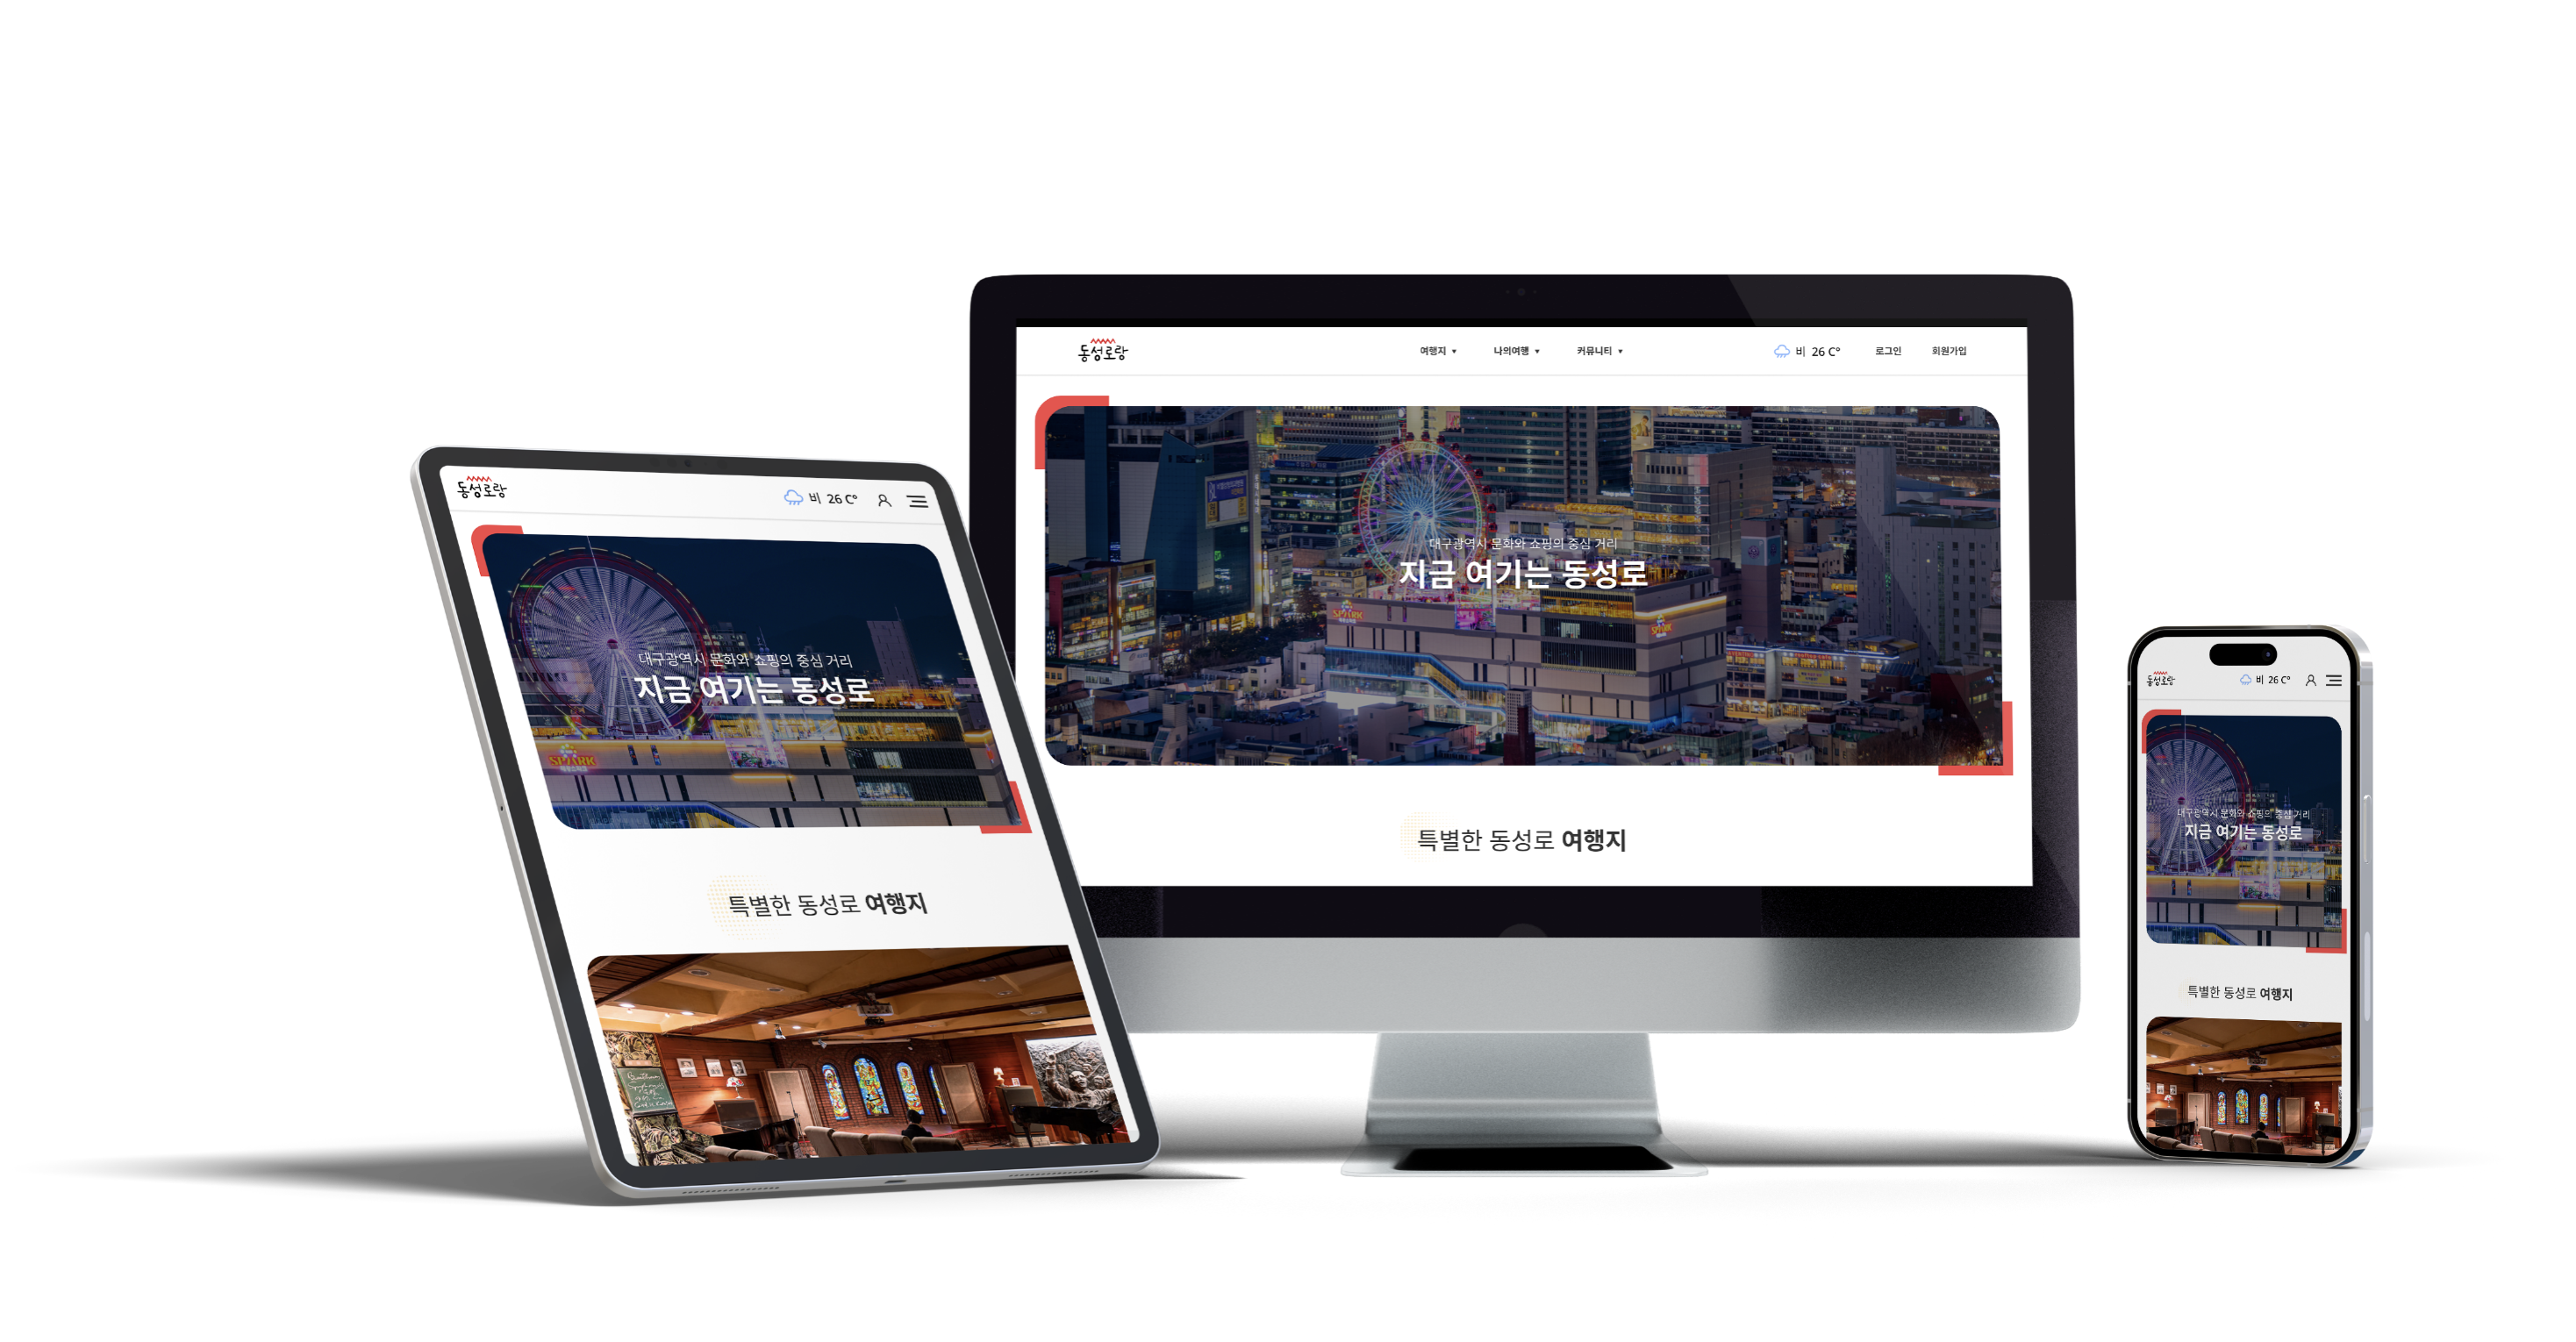 동성로랑
여행지 ▼ 나의여행 ▼ 커뮤니티 ▼ 비 26 C° 로그인 회원가입
대구광역시 문화와 쇼핑의 중심 거리
지금 여기는 동성로
SPARK
특별한 동성로 여행지
동성로랑
비 26 C°
대구광역시 문화와 쇼핑의 중심 거리
지금 여기는 동성로
SPARK
특별한 동성로 여행지
동성로랑
비 26 C°
대구광역시 문화와 쇼핑의 중심 거리
지금 여기는 동성로
특별한 동성로 여행지